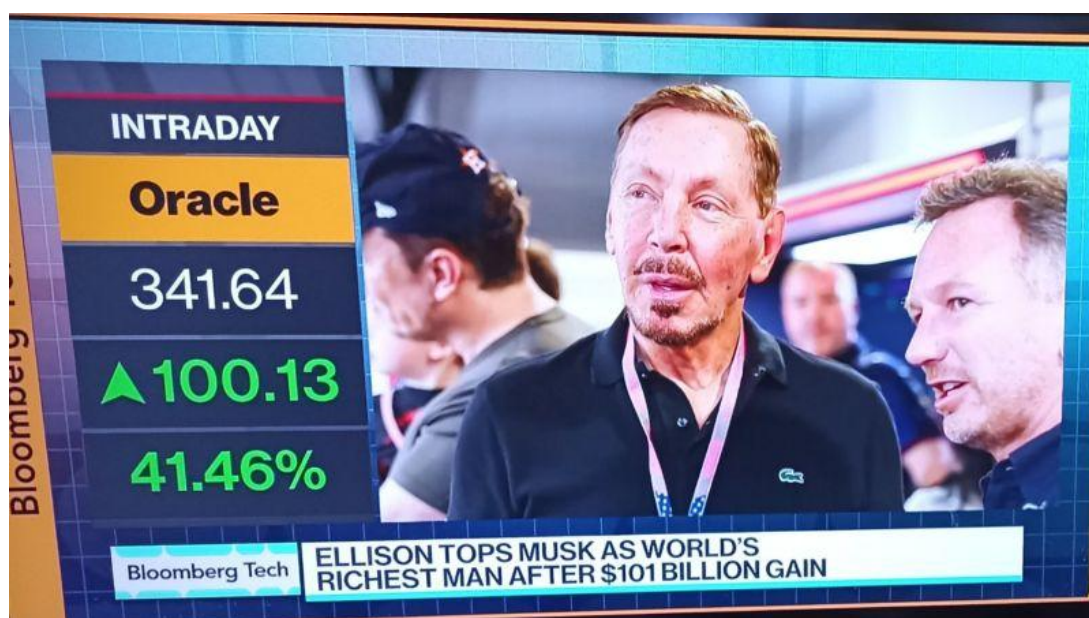 INTRADAY
Oracle
341.64
▲100.13
41.46%
Bloomberg Tech
ELLISON TOPS MUSK AS WORLD'S
RICHEST MAN AFTER $101 BILLION GAIN
Bloomberg